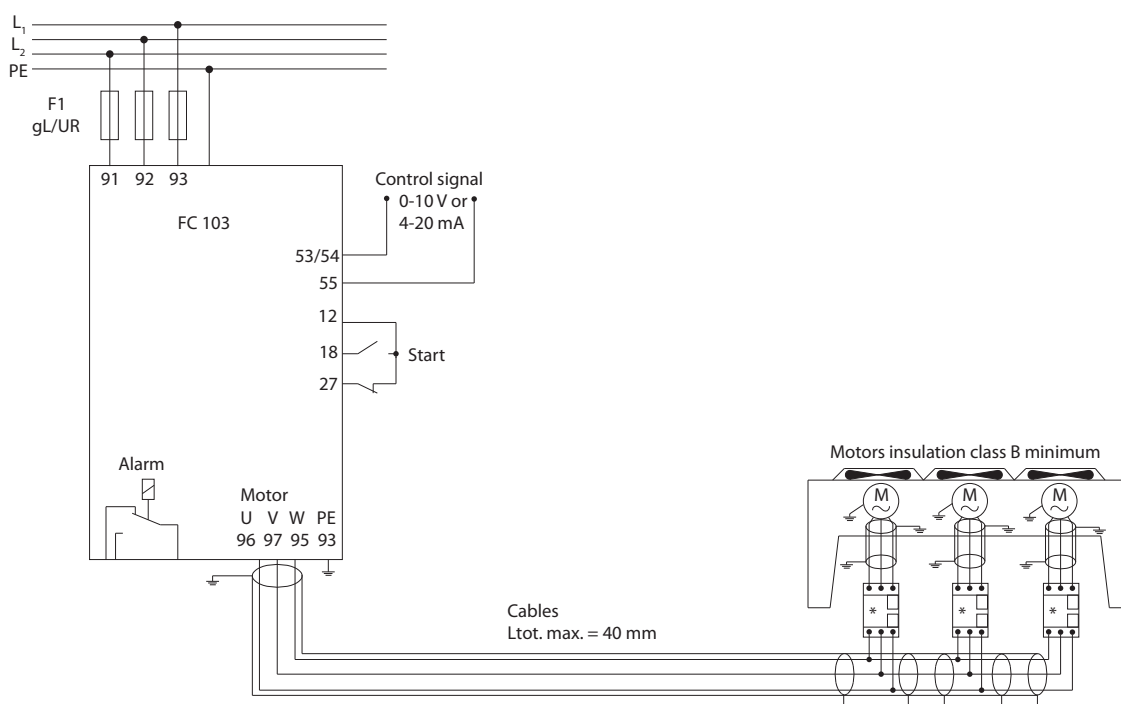 L1
L2
PE
F1
gL/UR
91 92 93
FC 103
Control signal
0-10 V or
4-20 mA
53/54
55
12
18
Start
27
Alarm
Motor
U V W PE
96 97 95 93
Motors insulation class B minimum
M M M
* * *
Cables
Ltot. max. = 40 mm